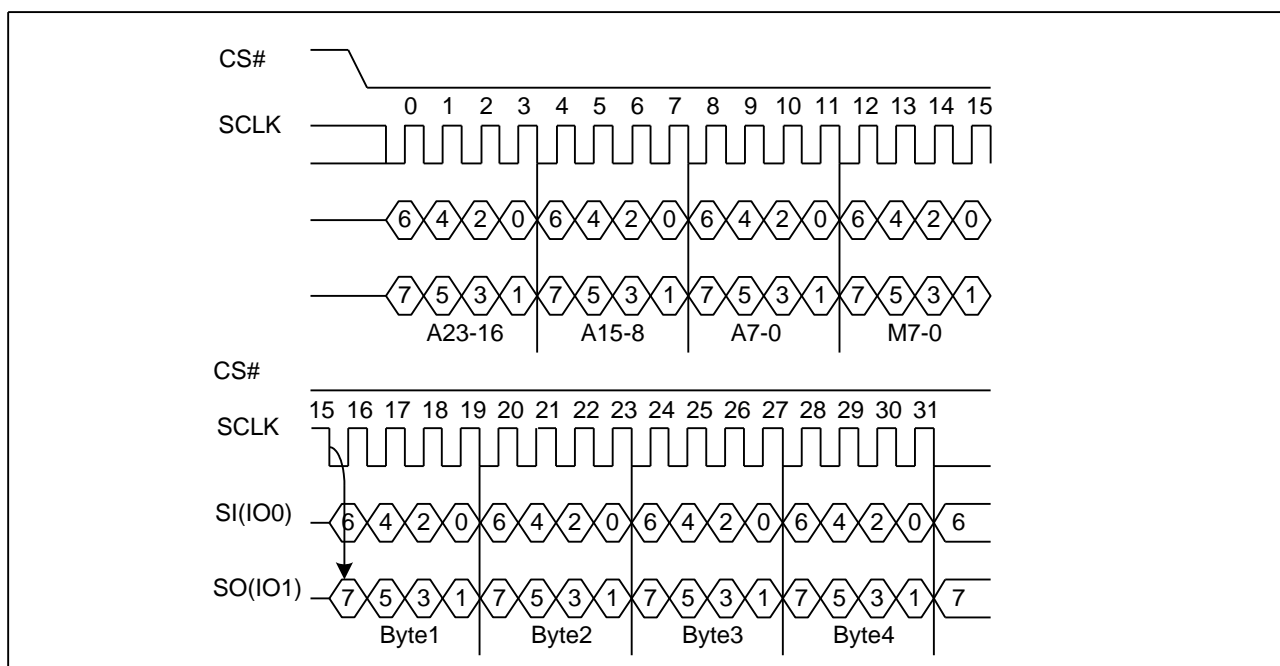 CS#
0 1 2 3 4 5 6 7 8 9 10 11 12 13 14 15
SCLK
6 4 2 0 6 4 2 0 6 4 2 0 6 4 2 0
7 5 3 1 7 5 3 1 7 5 3 1 7 5 3 1
A23-16 A15-8 A7-0 M7-0
CS#
15 16 17 18 19 20 21 22 23 24 25 26 27 28 29 30 31
SCLK
SI(IO0) 6 4 2 0 6 4 2 0 6 4 2 0 6 4 2 0 6
SO(IO1) 7 5 3 1 7 5 3 1 7 5 3 1 7 5 3 1 7
Byte1 Byte2 Byte3 Byte4